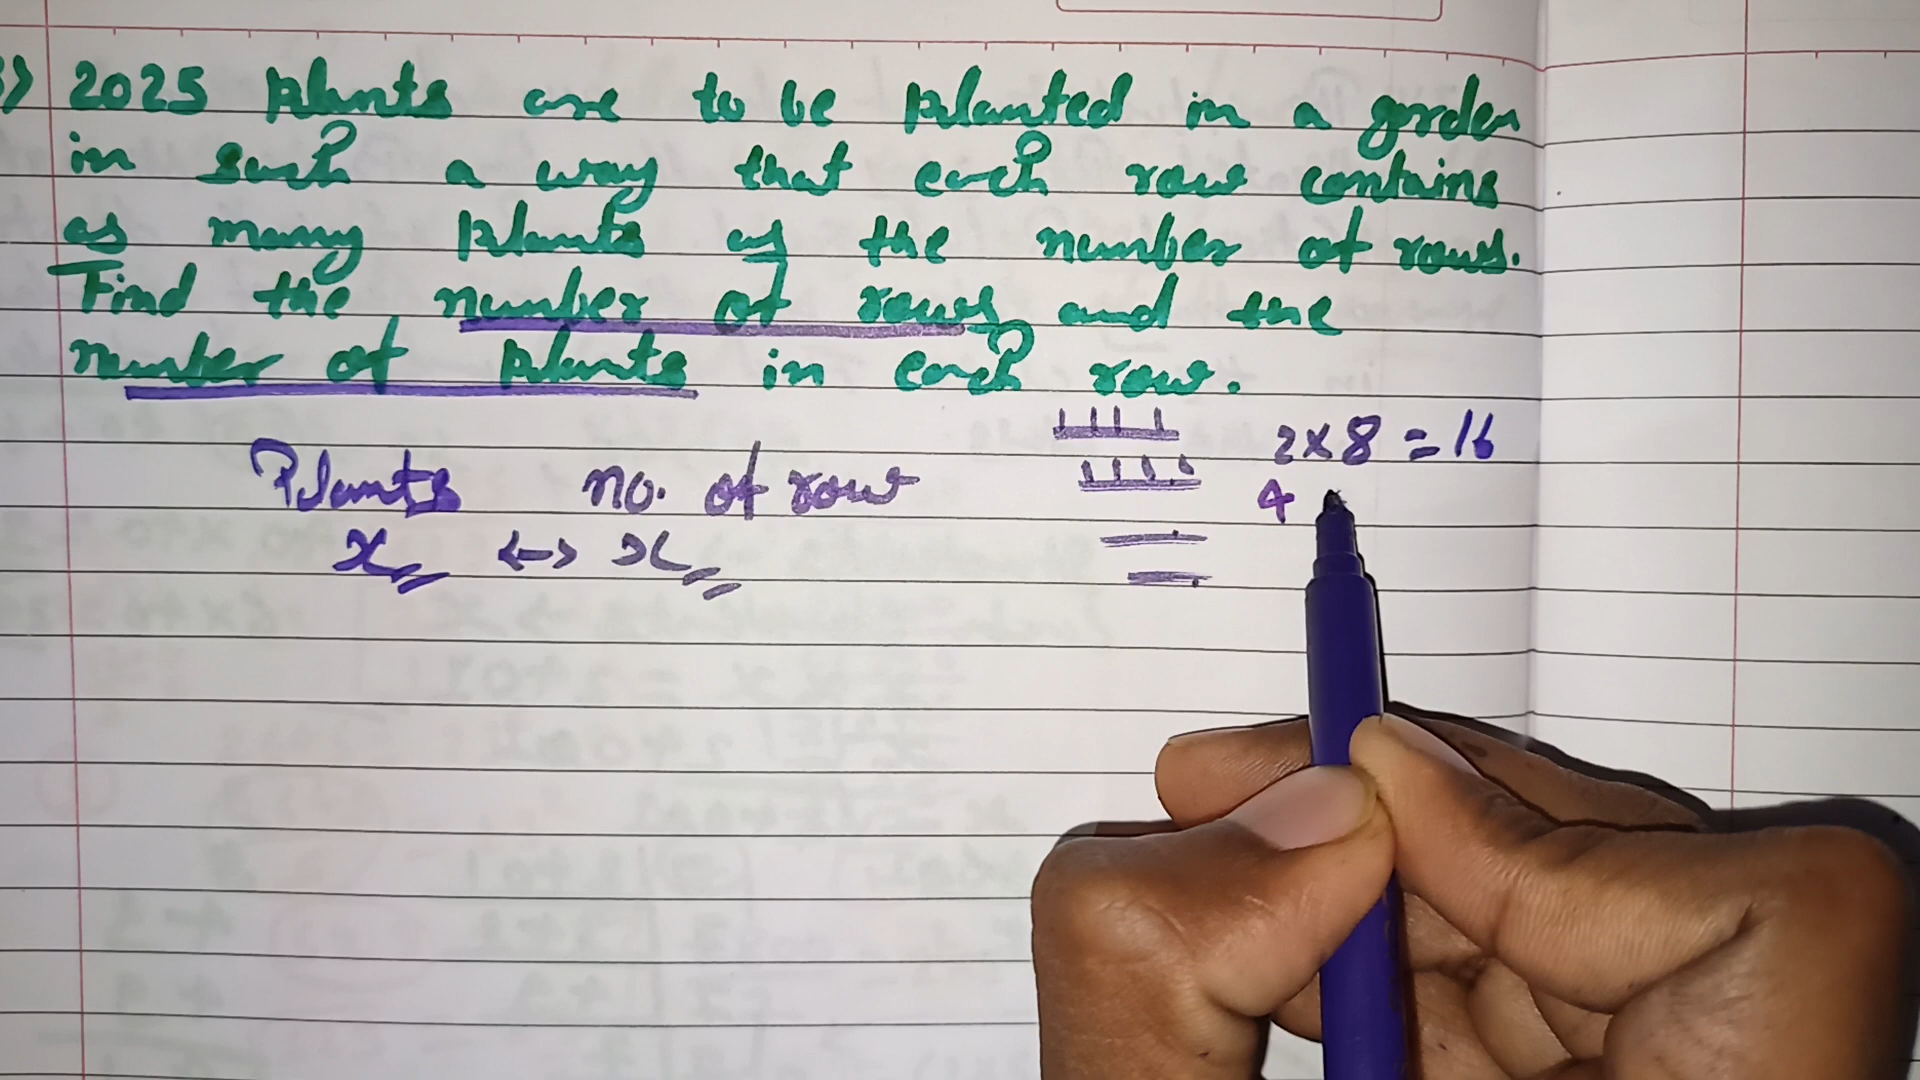 2025 plants are to be planted in a garden
in such a way that each row contains
as many plants as the number of rows.
Find the number of rows and the
number of plants in each row.
Plants no. of row
x ↔ x
2 × 8 = 16
4